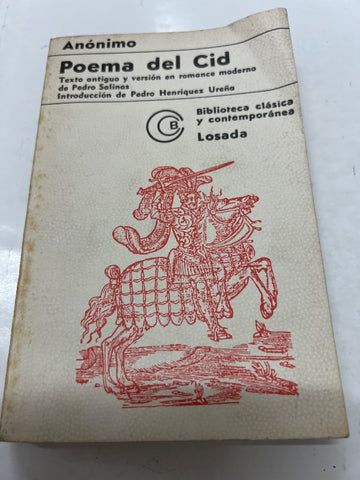 Anónimo
Poema del Cid
Texto antiguo y versión en romance moderno
de Pedro Salinas
Introducción de Pedro Henríquez Ureña
Biblioteca clásica
y contemporánea
CB
Losada